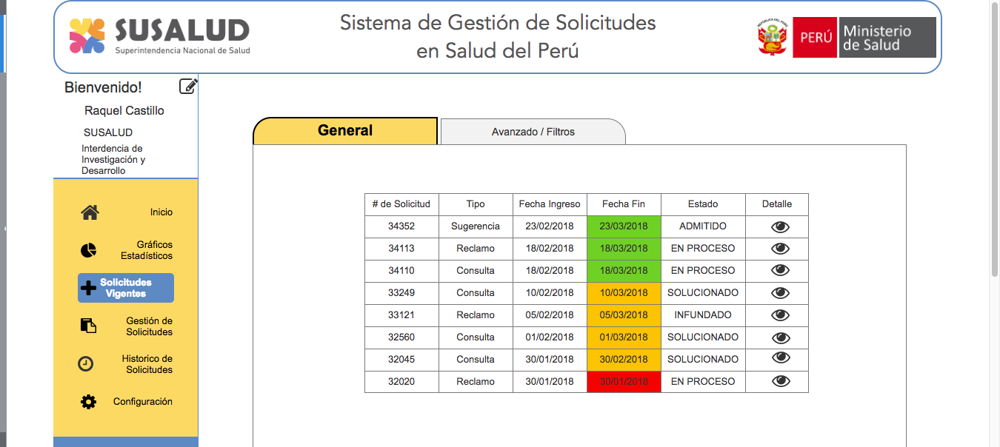 SUSALUD
Superintendencia Nacional de Salud
Sistema de Gestión de Solicitudes
en Salud del Perú
REPUBLICA DEL PERU
PERÚ
Ministerio
de Salud
Bienvenido!
Raquel Castillo
SUSALUD
Interdencia de
Investigación y
Desarrollo
Inicio
Gráficos
Estadísticos
Solicitudes
Vigentes
Gestión de
Solicitudes
Historico de
Solicitudes
Configuración
General
Avanzado / Filtros
# de Solicitud Tipo Fecha Ingreso Fecha Fin Estado Detalle
34352 Sugerencia 23/02/2018 23/03/2018 ADMITIDO
34113 Reclamo 18/02/2018 18/03/2018 EN PROCESO
34110 Consulta 18/02/2018 18/03/2018 EN PROCESO
33249 Consulta 10/02/2018 10/03/2018 SOLUCIONADO
33121 Reclamo 05/02/2018 05/03/2018 INFUNDADO
32560 Consulta 01/02/2018 01/03/2018 SOLUCIONADO
32045 Consulta 30/01/2018 30/02/2018 SOLUCIONADO
32020 Reclamo 30/01/2018 30/01/2018 EN PROCESO